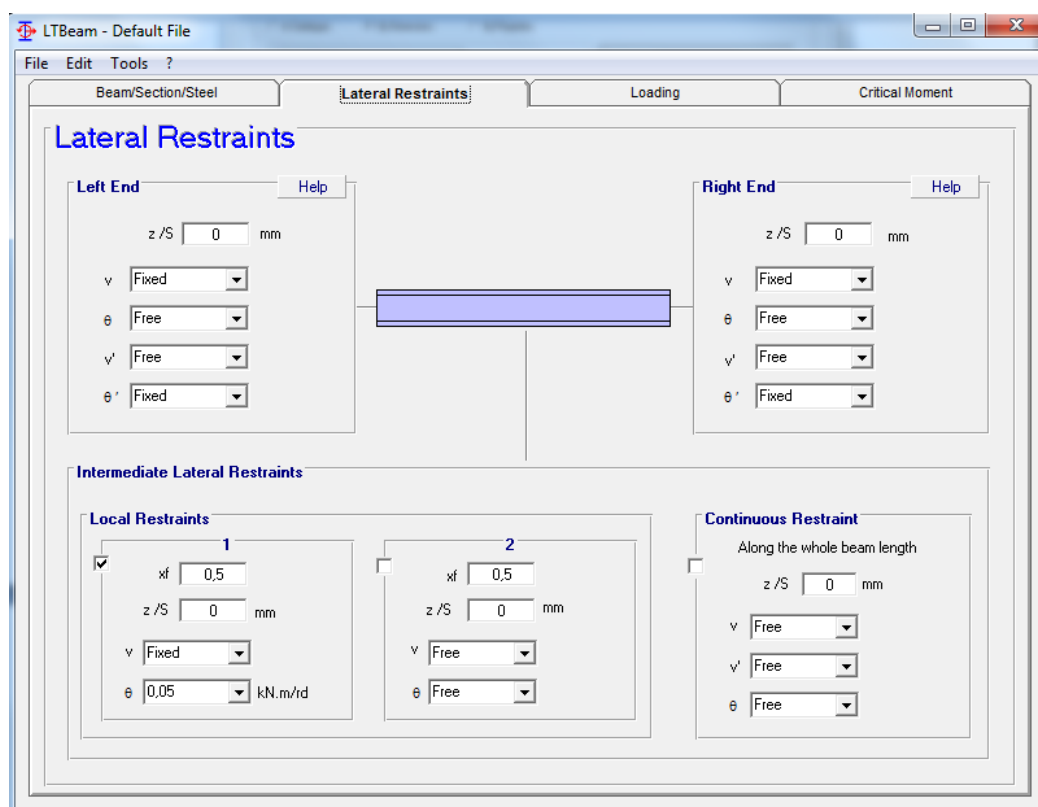 LTBeam - Default File
File Edit Tools ?
Beam/Section/Steel Lateral Restraints Loading Critical Moment
Lateral Restraints
Left End Help
z /S 0 mm
v Fixed
θ Free
v' Free
θ ' Fixed
Right End Help
z /S 0 mm
v Fixed
θ Free
v' Free
θ ' Fixed
Intermediate Lateral Restraints
Local Restraints
1
xf 0,5
z /S 0 mm
v Fixed
θ 0,05 kN.m/rd
2
xf 0,5
z /S 0 mm
v Free
θ Free
Continuous Restraint
Along the whole beam length
z /S 0 mm
v Free
v' Free
θ Free